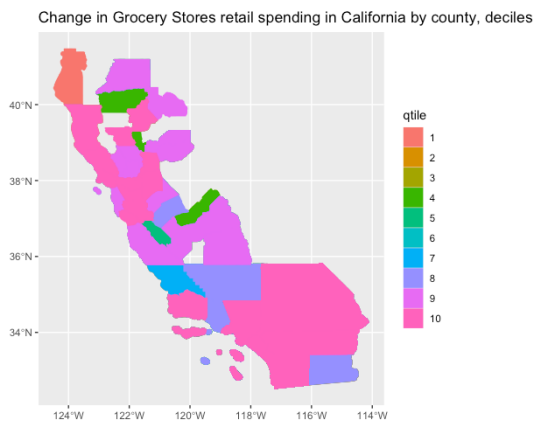 Change in Grocery Stores retail spending in California by county, deciles
40°N
38°N
36°N
34°N
124°W
122°W
120°W
118°W
116°W
114°W
qtile
1
2
3
4
5
6
7
8
9
10